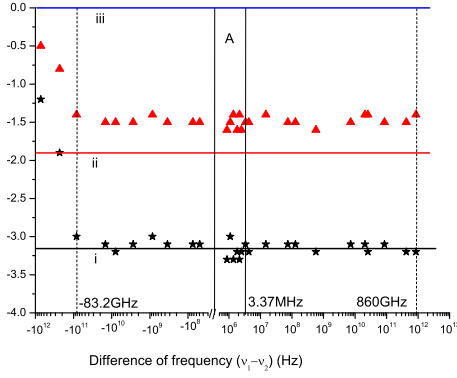 0.0
-0.5
-1.0
-1.5
-2.0
-2.5
-3.0
-3.5
-4.0
iii
A
ii
i
-83.2GHz
3.37MHz
860GHz
-10¹² -10¹¹ -10¹⁰ -10⁹ -10⁸ 10⁶ 10⁷ 10⁸ 10⁹ 10¹⁰ 10¹¹ 10¹² 10¹³
Difference of frequency (ν₁-ν₂) (Hz)